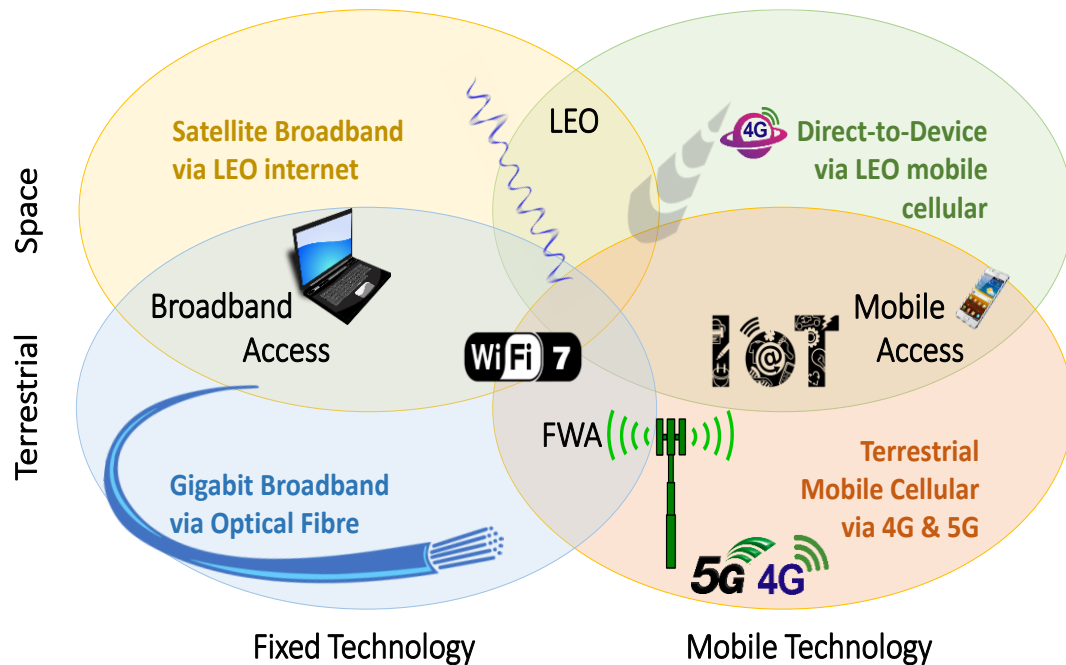 Space
Terrestrial
LEO
Satellite Broadband
via LEO internet
4G
Direct-to-Device
via LEO mobile
cellular
Broadband
Access
WiFi 7
IoT
Mobile
Access
FWA
Gigabit Broadband
via Optical Fibre
Terrestrial
Mobile Cellular
via 4G & 5G
5G 4G
Fixed Technology
Mobile Technology